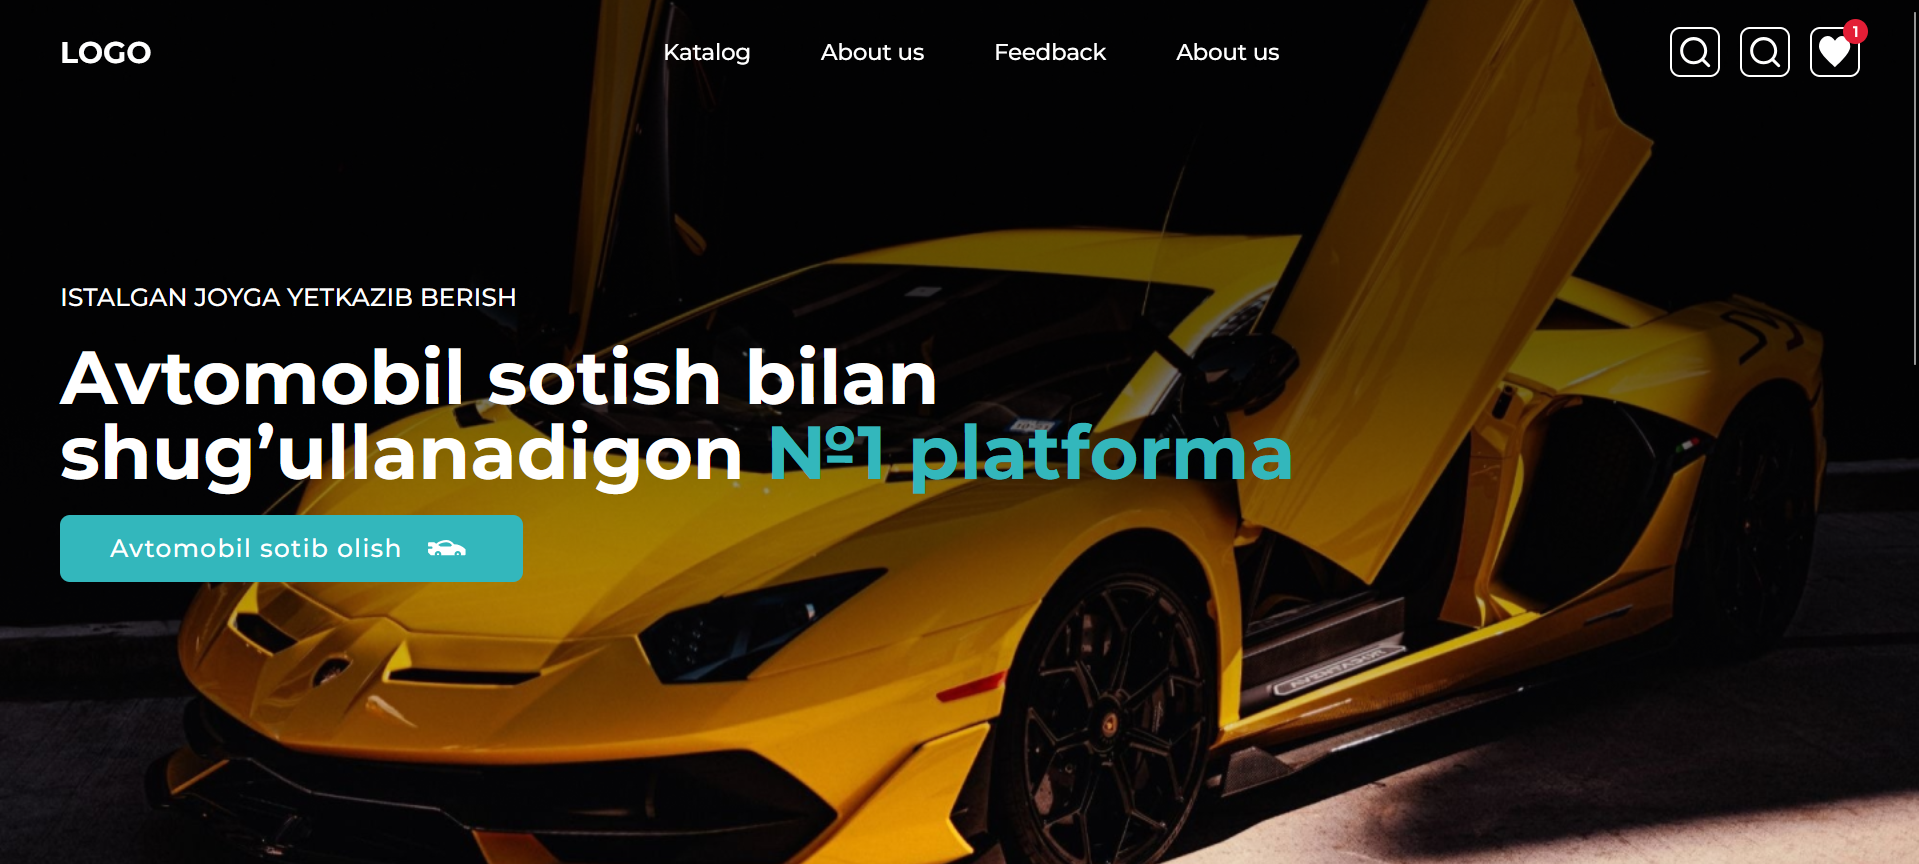 LOGO
Katalog
About us
Feedback
About us
1
ISTALGAN JOYGA YETKAZIB BERISH
Avtomobil sotish bilan
shug’ullanadigon №1 platforma
Avtomobil sotib olish